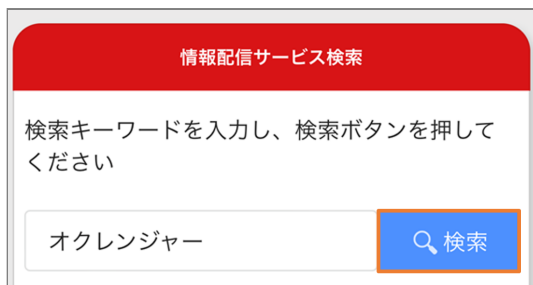 情報配信サービス検索
検索キーワードを入力し、検索ボタンを押して
ください
オクレンジャー
検索